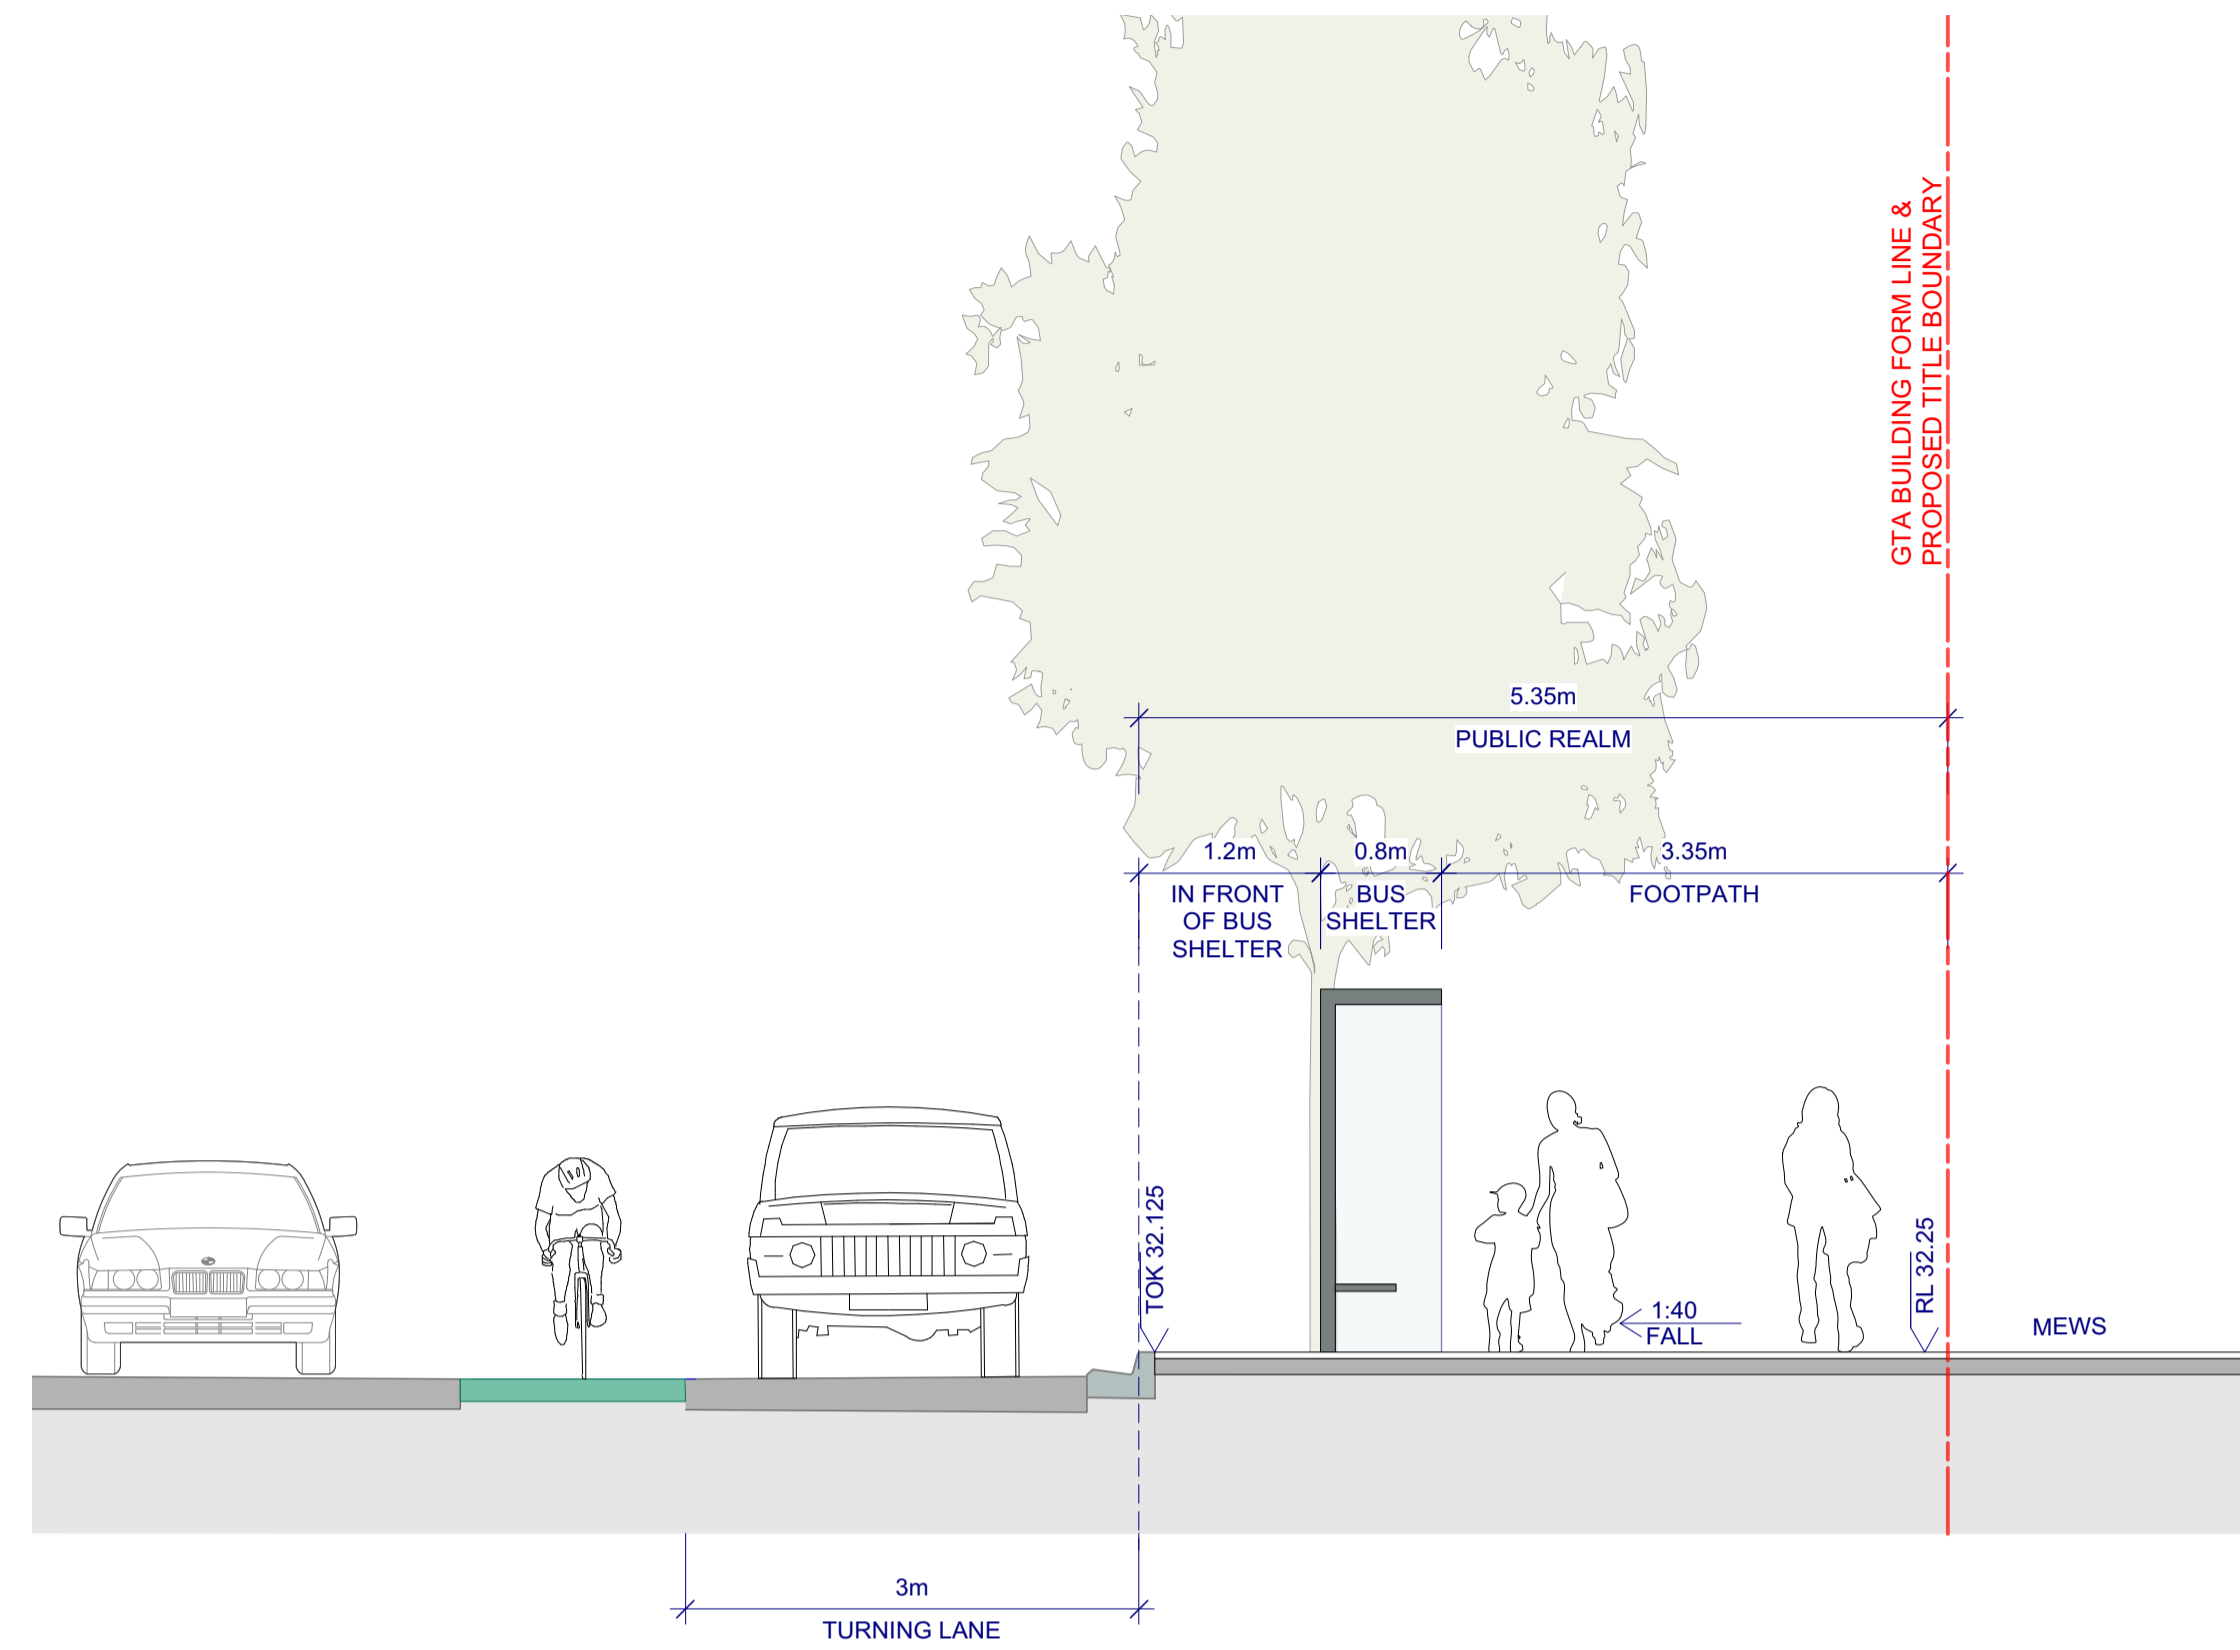 GTA BUILDING FORM LINE &
PROPOSED TITLE BOUNDARY
5.35m
PUBLIC REALM
1.2m
IN FRONT
OF BUS
SHELTER
0.8m
BUS
SHELTER
3.35m
FOOTPATH
TOK 32.125
1:40
FALL
RL 32.25
MEWS
3m
TURNING LANE